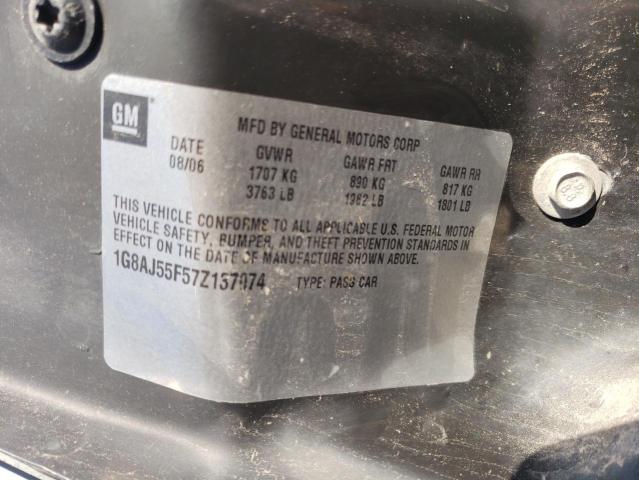 GM
MFD BY GENERAL MOTORS CORP
DATE GVWR GAWR FRT GAWR RR
08/06 1707 KG 890 KG 817 KG
3763 LB 1962 LB 1801 LB
THIS VEHICLE CONFORMS TO ALL APPLICABLE U.S. FEDERAL MOTOR
VEHICLE SAFETY, BUMPER, AND THEFT PREVENTION STANDARDS IN
EFFECT ON THE DATE OF MANUFACTURE SHOWN ABOVE.
TYPE: PASS CAR